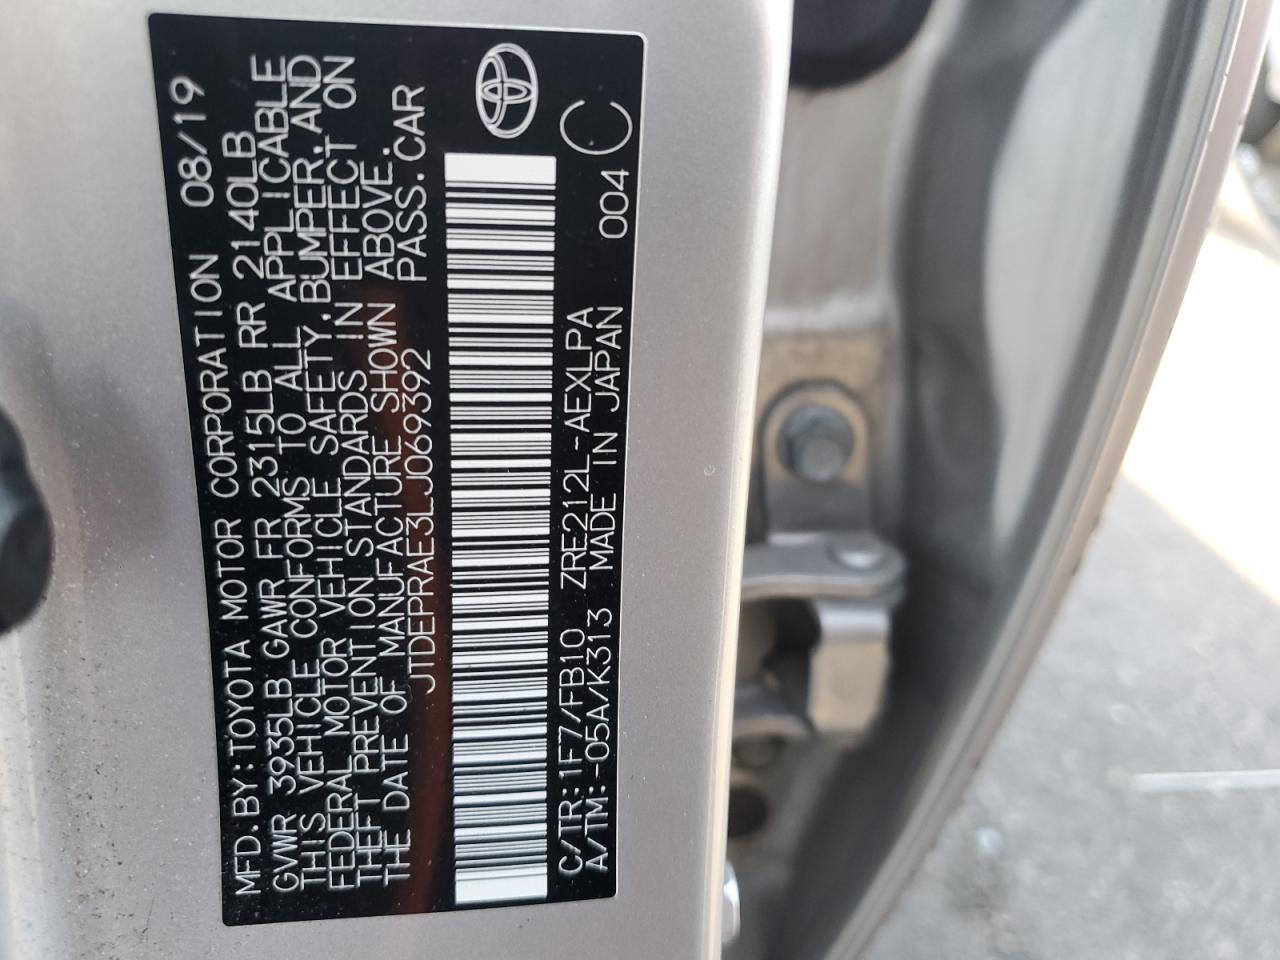 MFD.BY:TOYOTA MOTOR CORPORATION 08/19
GVWR 3935LB GAWR FR 2315LB RR 2140LB
THIS VEHICLE CONFORMS TO ALL APPLICABLE
FEDERAL MOTOR VEHICLE SAFETY,BUMPER,AND
THEFT PREVENTION STANDARDS IN EFFECT ON
THE DATE OF MANUFACTURE SHOWN ABOVE.
JTDEPRAE3LJ069392 PASS.CAR
C/TR:1F7/FB10 ZRE212L-AEXLPA 004 C
A/TM:-05A/K313 MADE IN JAPAN